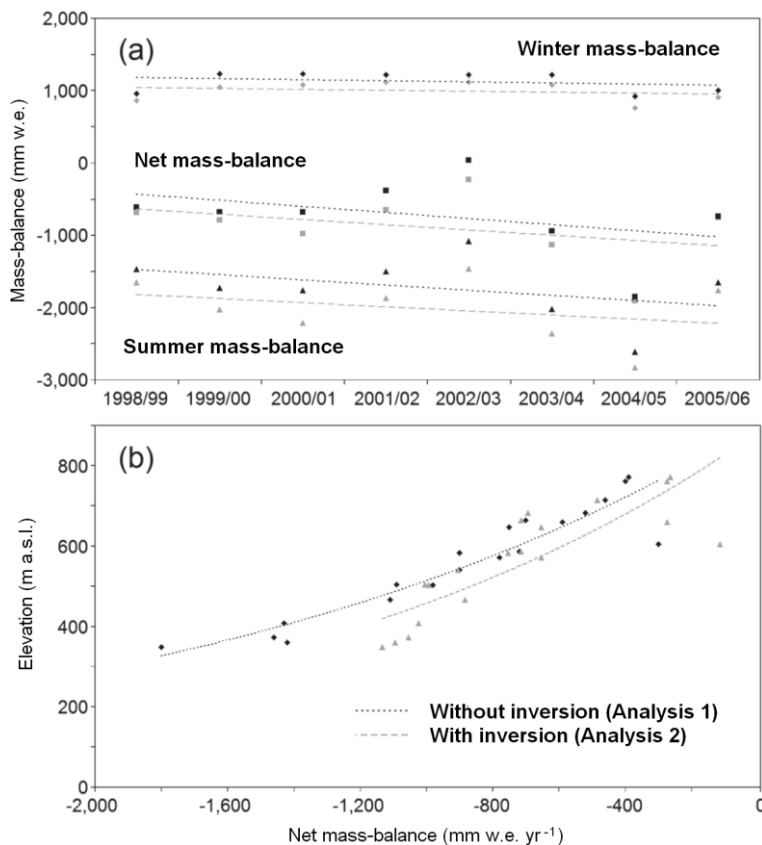 (a)
Winter mass-balance
Net mass-balance
Summer mass-balance
Mass-balance (mm w.e.)
2,000
1,000
0
-1,000
-2,000
-3,000
1998/99 1999/00 2000/01 2001/02 2002/03 2003/04 2004/05 2005/06
(b)
Elevation (m a.s.l.)
800
600
400
200
0
Without inversion (Analysis 1)
With inversion (Analysis 2)
-2,000 -1,600 -1,200 -800 -400 0
Net mass-balance (mm w.e. yr⁻¹)